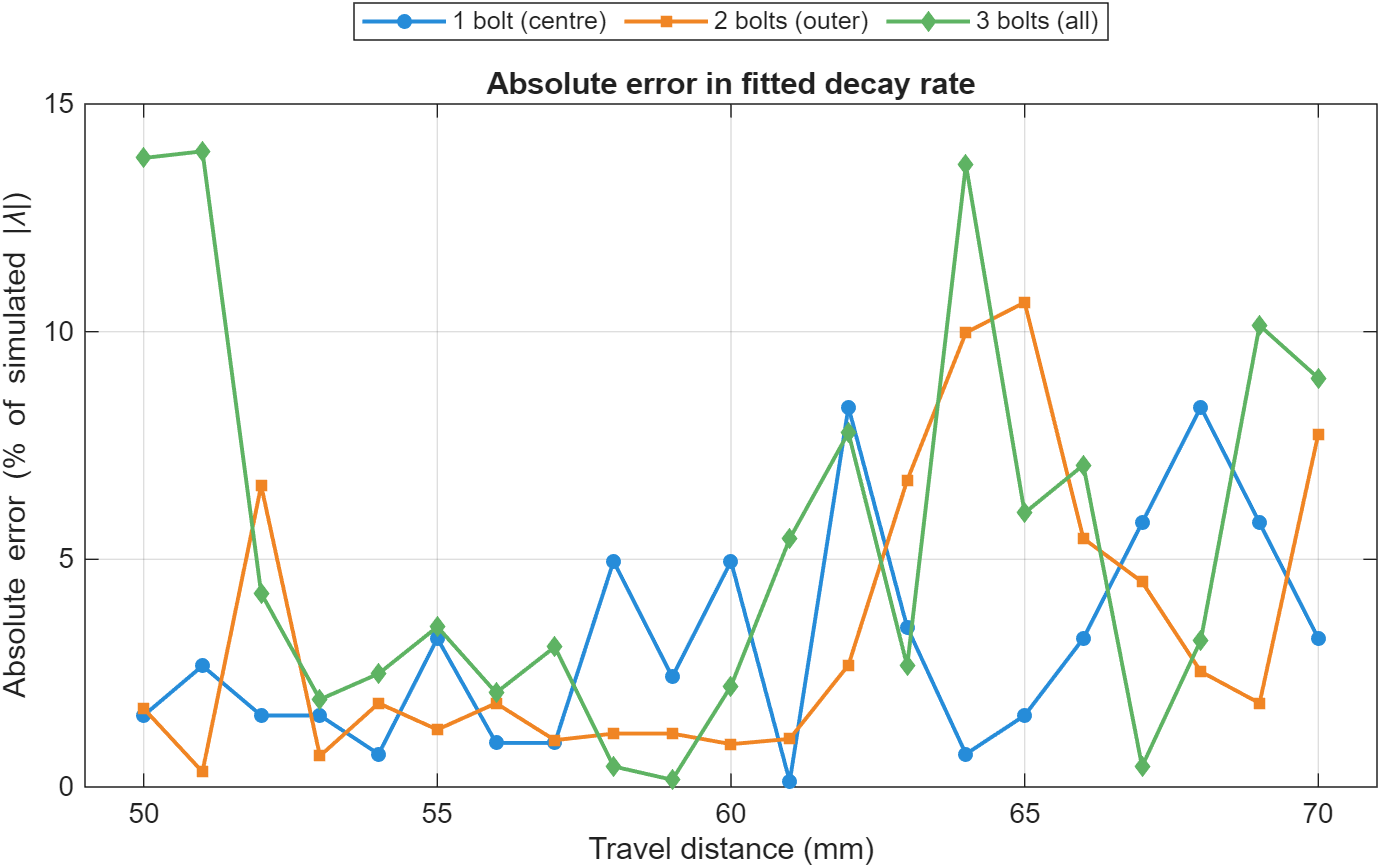 1 bolt (centre) 2 bolts (outer) 3 bolts (all)
Absolute error in fitted decay rate
15
10
5
0
Absolute error (% of simulated |λ|)
50 55 60 65 70
Travel distance (mm)